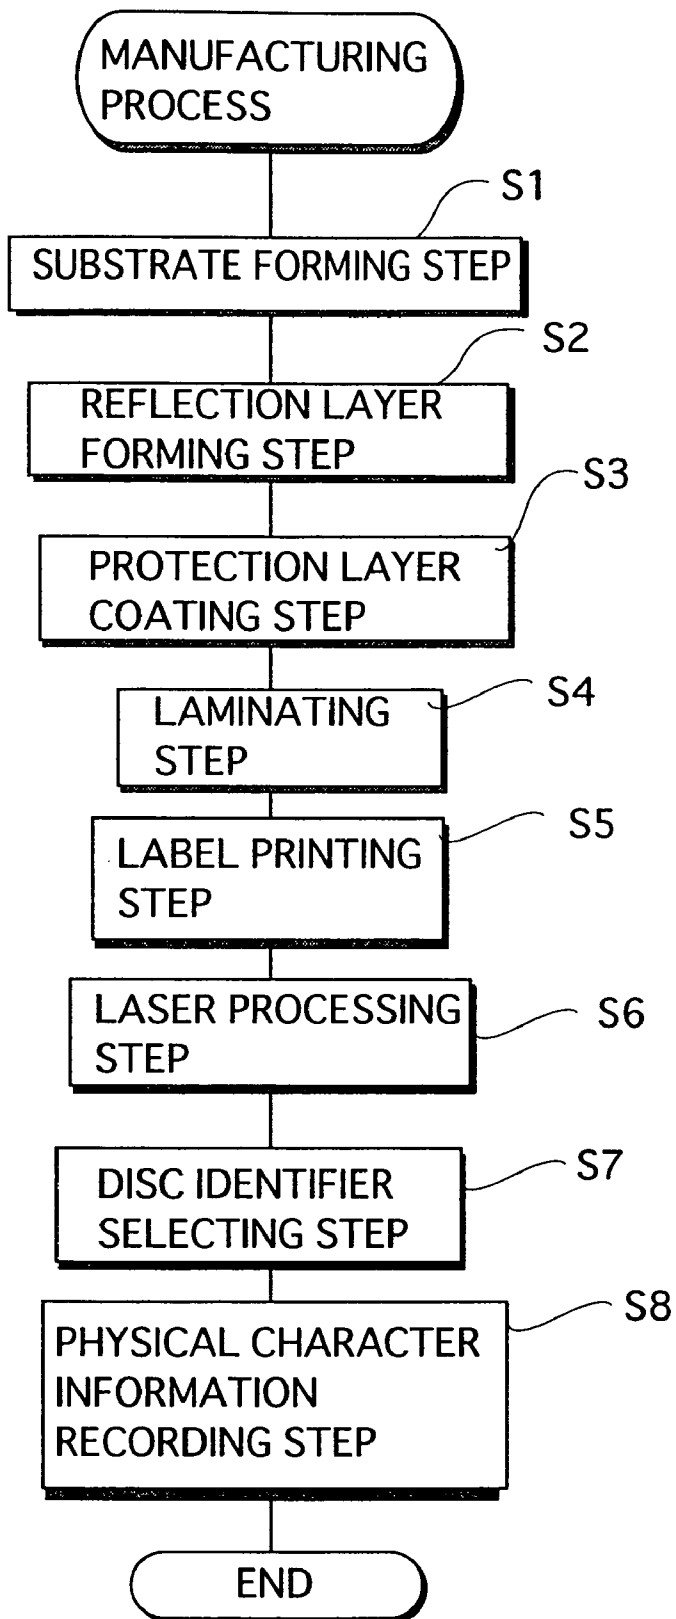 MANUFACTURING
PROCESS
S1
SUBSTRATE FORMING STEP
S2
REFLECTION LAYER
FORMING STEP
S3
PROTECTION LAYER
COATING STEP
S4
LAMINATING
STEP
S5
LABEL PRINTING
STEP
S6
LASER PROCESSING
STEP
S7
DISC IDENTIFIER
SELECTING STEP
S8
PHYSICAL CHARACTER
INFORMATION
RECORDING STEP
END